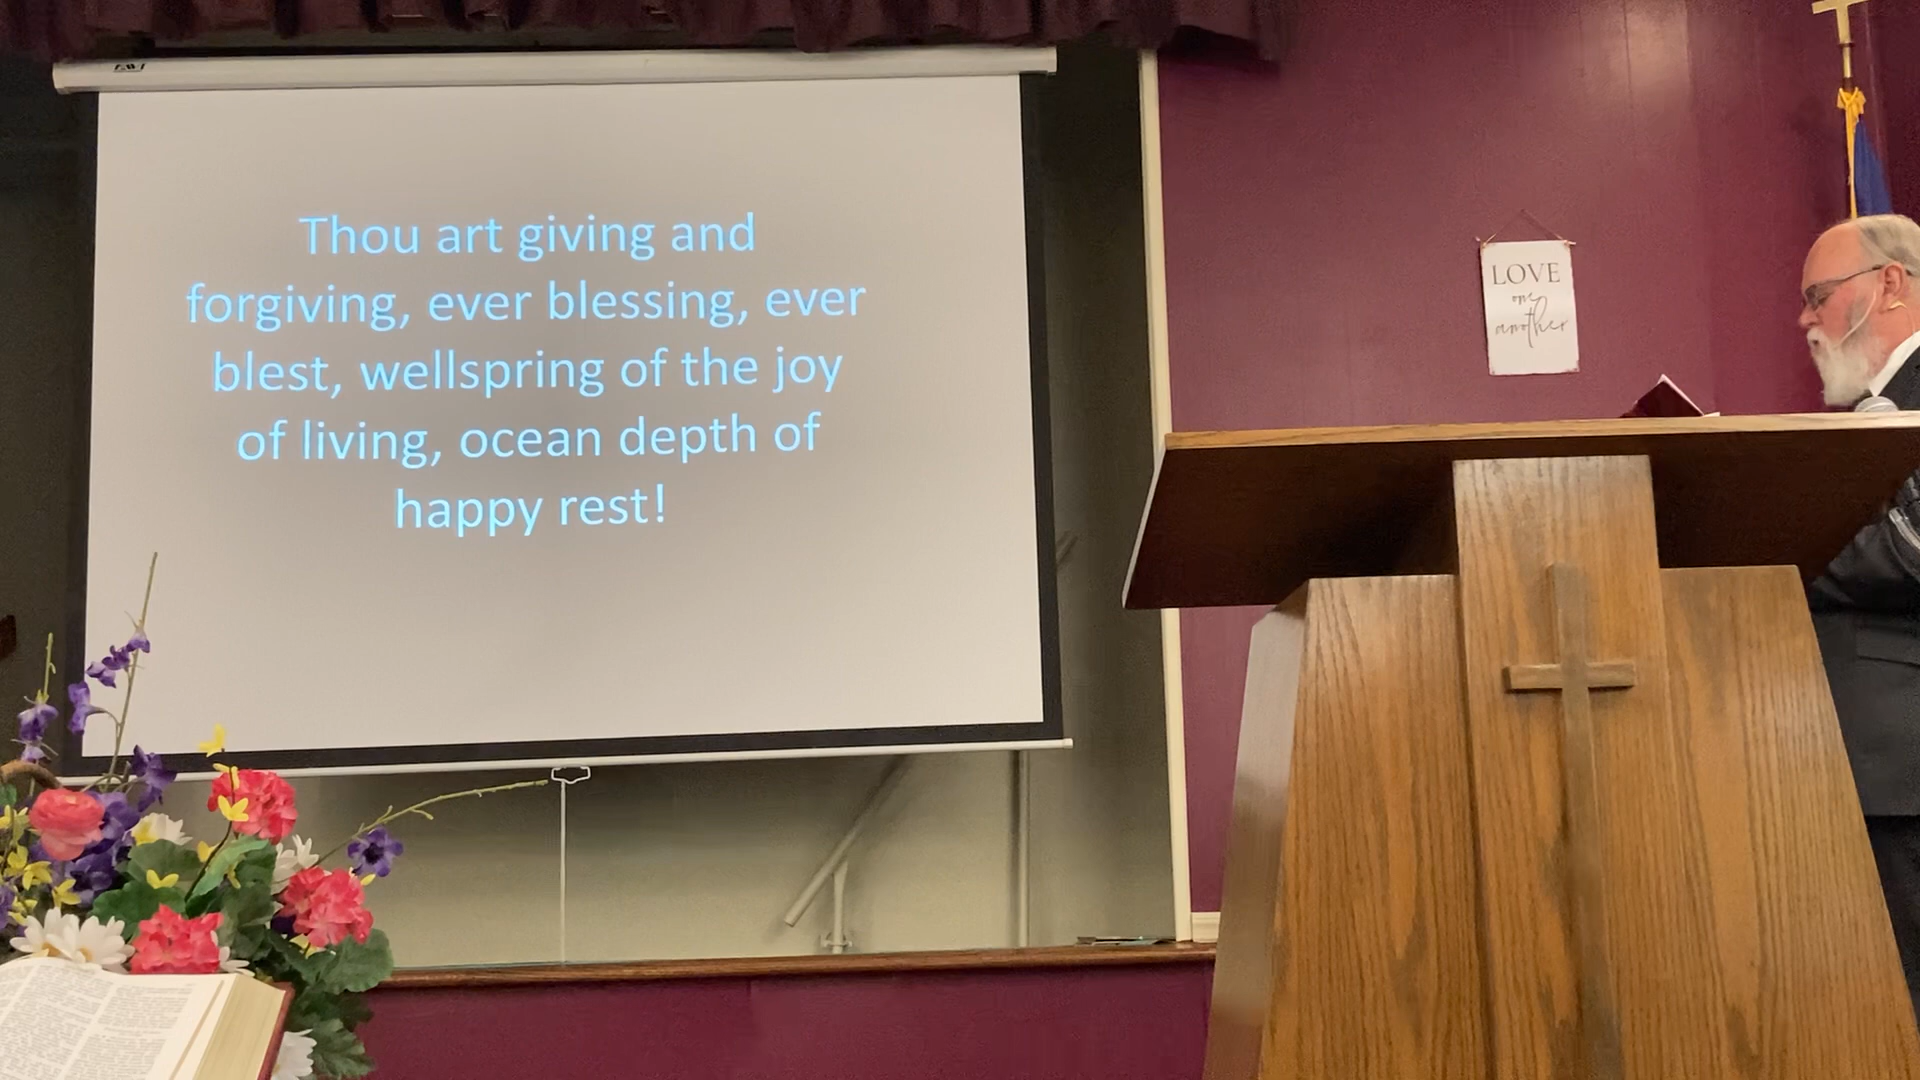 Thou art giving and
forgiving, ever blessing, ever
blest, wellspring of the joy
of living, ocean depth of
happy rest!
LOVE
one
another